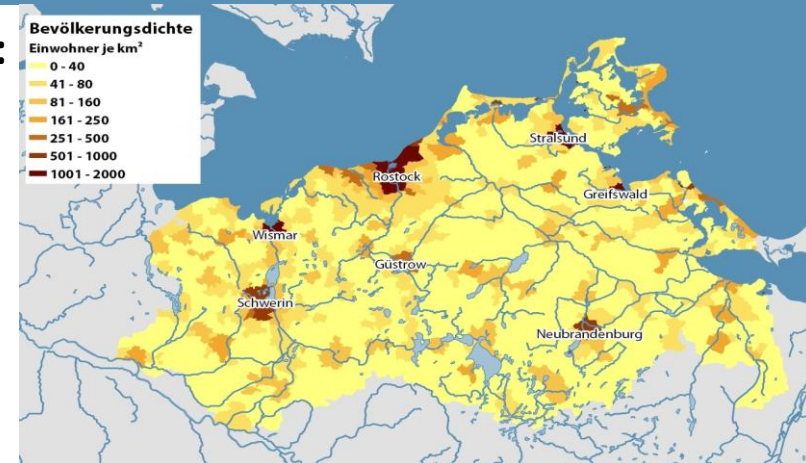 :
Bevölkerungsdichte
Einwohner je km²
0 - 40
41 - 80
81 - 160
161 - 250
251 - 500
501 - 1000
1001 - 2000
Stralsund
Rostock
Greifswald
Wismar
Güstrow
Schwerin
Neubrandenburg